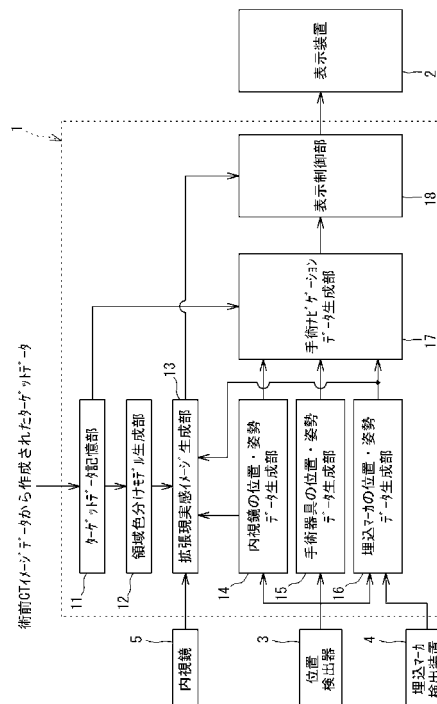 術前CTイメージデータから作成されたターゲットデータ
1
11
ターゲットデータ記憶部
12
領域色分けモデル生成部
13
拡張現実感イメージ生成部
14
内視鏡の位置・姿勢
データ生成部
15
手術器具の位置・姿勢
データ生成部
16
埋込マーカの位置・姿勢
データ生成部
17
手術ナビゲーション
データ生成部
18
表示制御部
2
表示装置
5
内視鏡
3
位置
検出器
4
埋込マーカ
検出装置